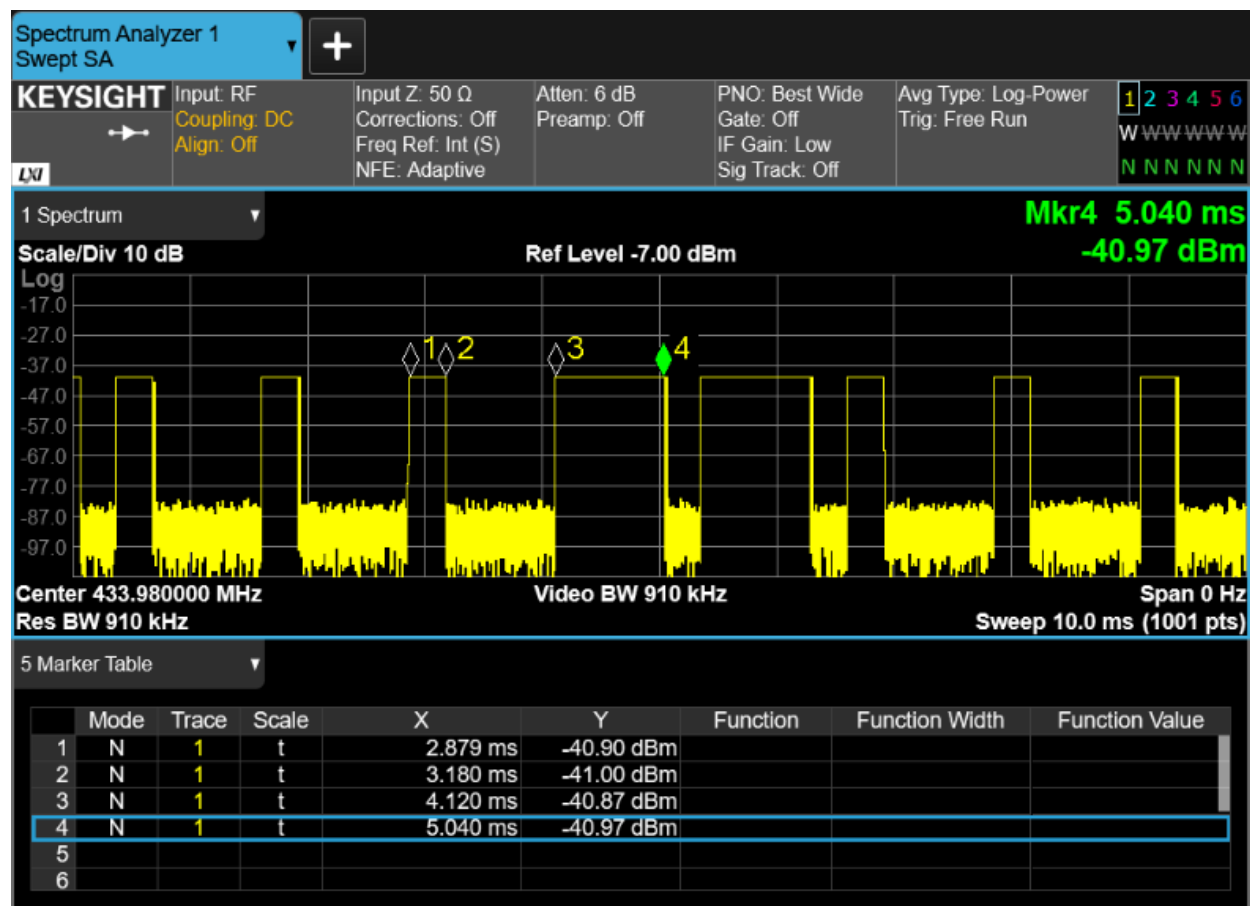 Spectrum Analyzer 1
Swept SA
KEYSIGHT
LXI
Input: RF
Coupling: DC
Align: Off
Input Z: 50 Ω
Corrections: Off
Freq Ref: Int (S)
NFE: Adaptive
Atten: 6 dB
Preamp: Off
PNO: Best Wide
Gate: Off
IF Gain: Low
Sig Track: Off
Avg Type: Log-Power
Trig: Free Run
1 2 3 4 5 6
W W W W W W
N N N N N N
1 Spectrum
Mkr4 5.040 ms
-40.97 dBm
Scale/Div 10 dB
Ref Level -7.00 dBm
Log
-17.0
-27.0
-37.0
-47.0
-57.0
-67.0
-77.0
-87.0
-97.0
1 2 3 4
Center 433.980000 MHz
Video BW 910 kHz
Span 0 Hz
Res BW 910 kHz
Sweep 10.0 ms (1001 pts)
5 Marker Table
Mode Trace Scale X Y Function Function Width Function Value
1 N 1 t 2.879 ms -40.90 dBm
2 N 1 t 3.180 ms -41.00 dBm
3 N 1 t 4.120 ms -40.87 dBm
4 N 1 t 5.040 ms -40.97 dBm
5
6